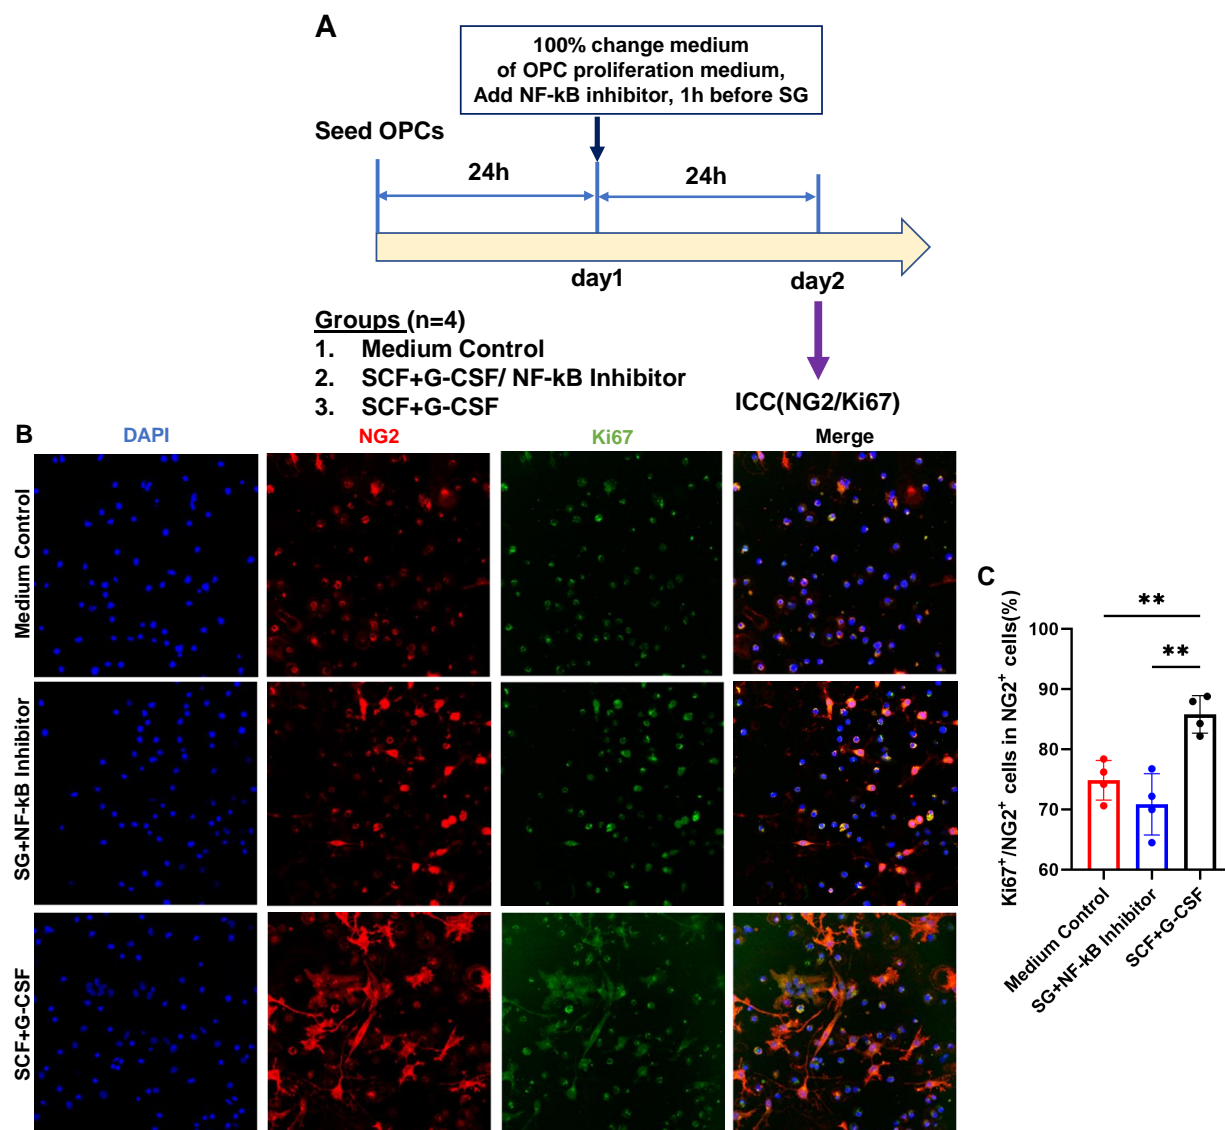 A
100% change medium
of OPC proliferation medium,
Add NF-kB inhibitor, 1h before SG
Seed OPCs
24h
24h
day1
day2
Groups (n=4)
1. Medium Control
2. SCF+G-CSF/ NF-kB Inhibitor
3. SCF+G-CSF
ICC(NG2/Ki67)
B
DAPI
NG2
Ki67
Merge
Medium Control
SG+NF-kB Inhibitor
SCF+G-CSF
C
Ki67⁺/NG2⁺ cells in NG2⁺ cells(%)
**
**
100
90
80
70
60
Medium Control
SG+NF-kB Inhibitor
SCF+G-CSF